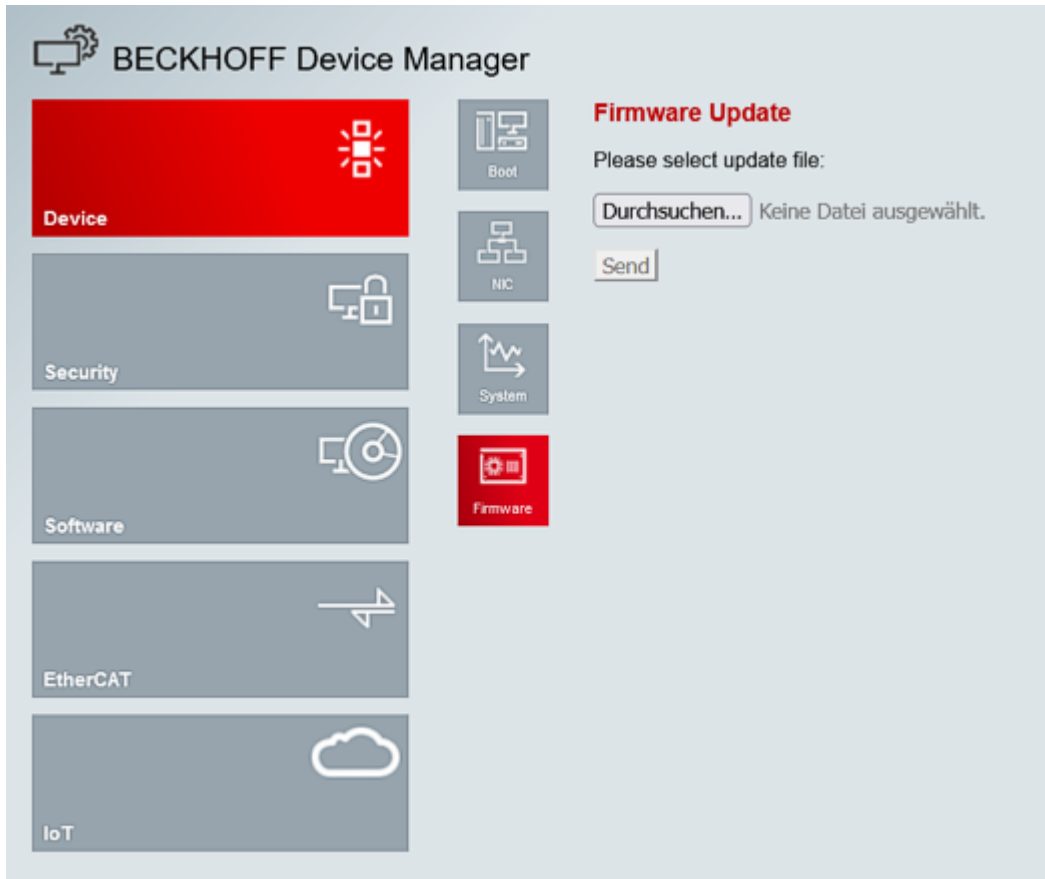 BECKHOFF Device Manager
Device
Security
Software
EtherCAT
IoT
Boot
NIC
System
Firmware
Firmware Update
Please select update file:
Durchsuchen... Keine Datei ausgewählt.
Send